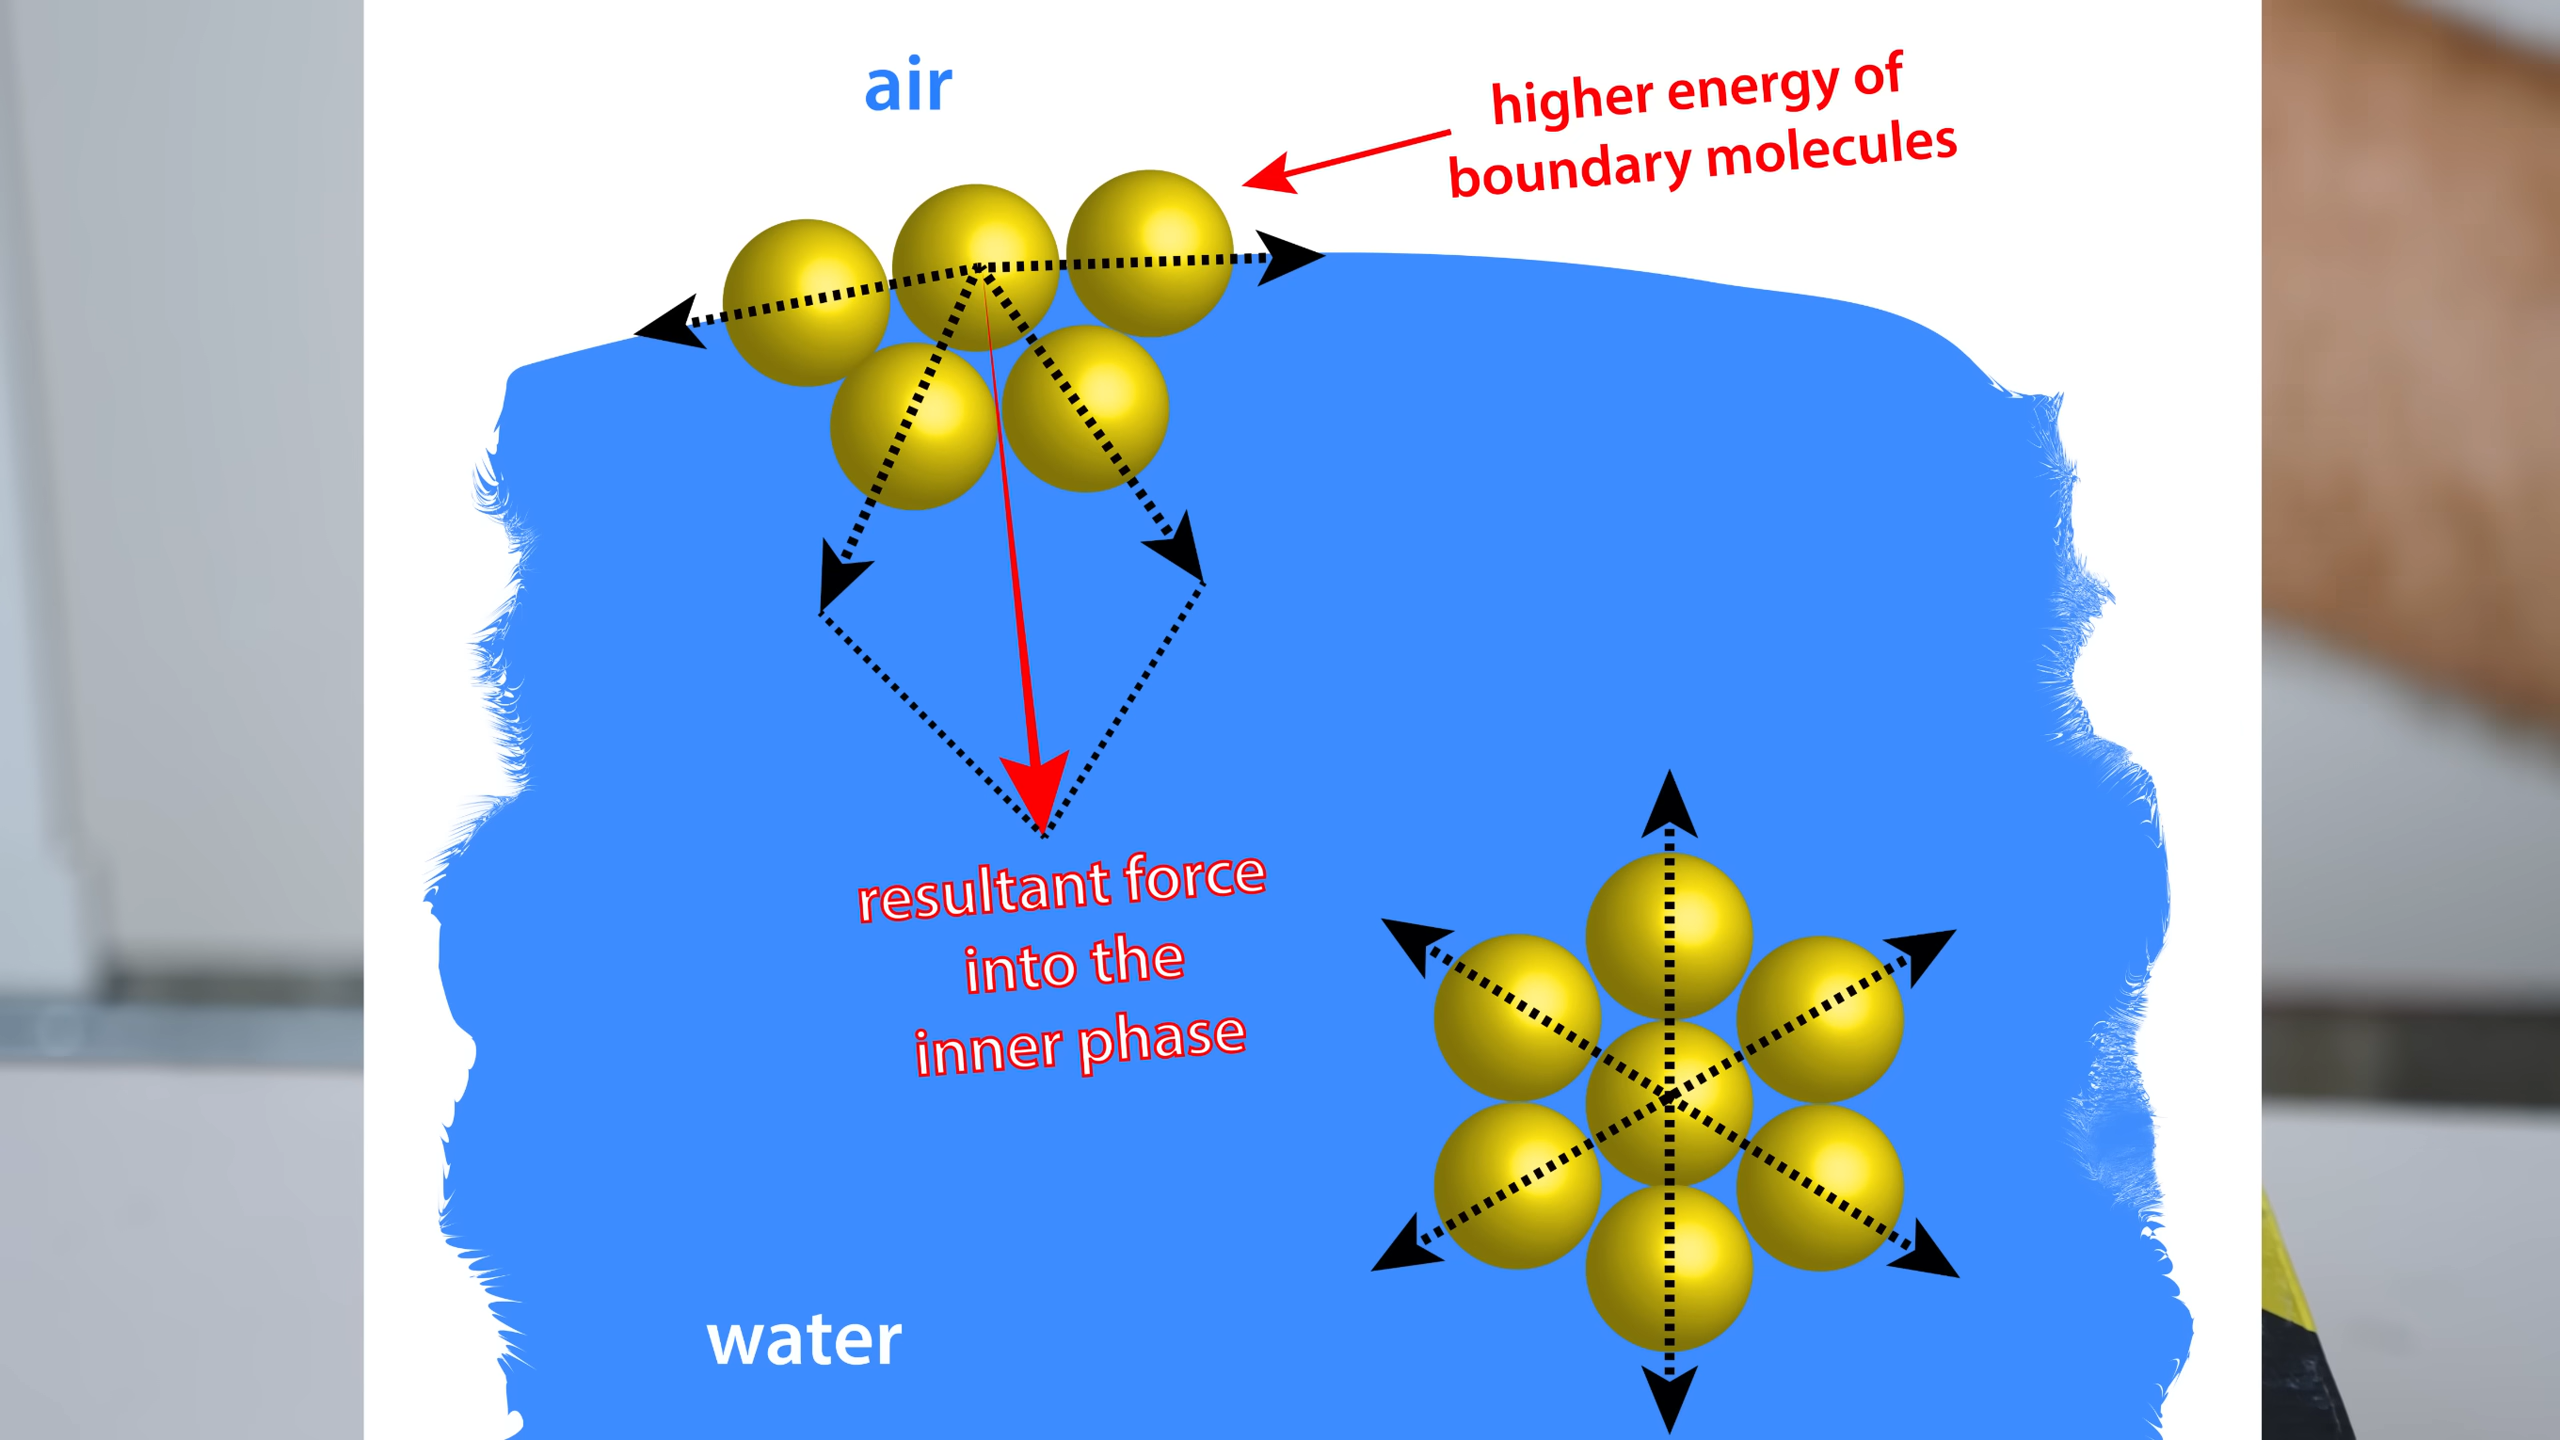 air
higher energy of
boundary molecules
resultant force
into the
inner phase
water